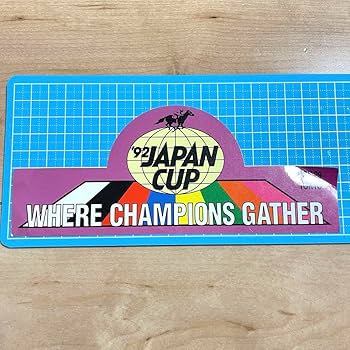 '92 JAPAN
CUP
WHERE CHAMPIONS GATHER